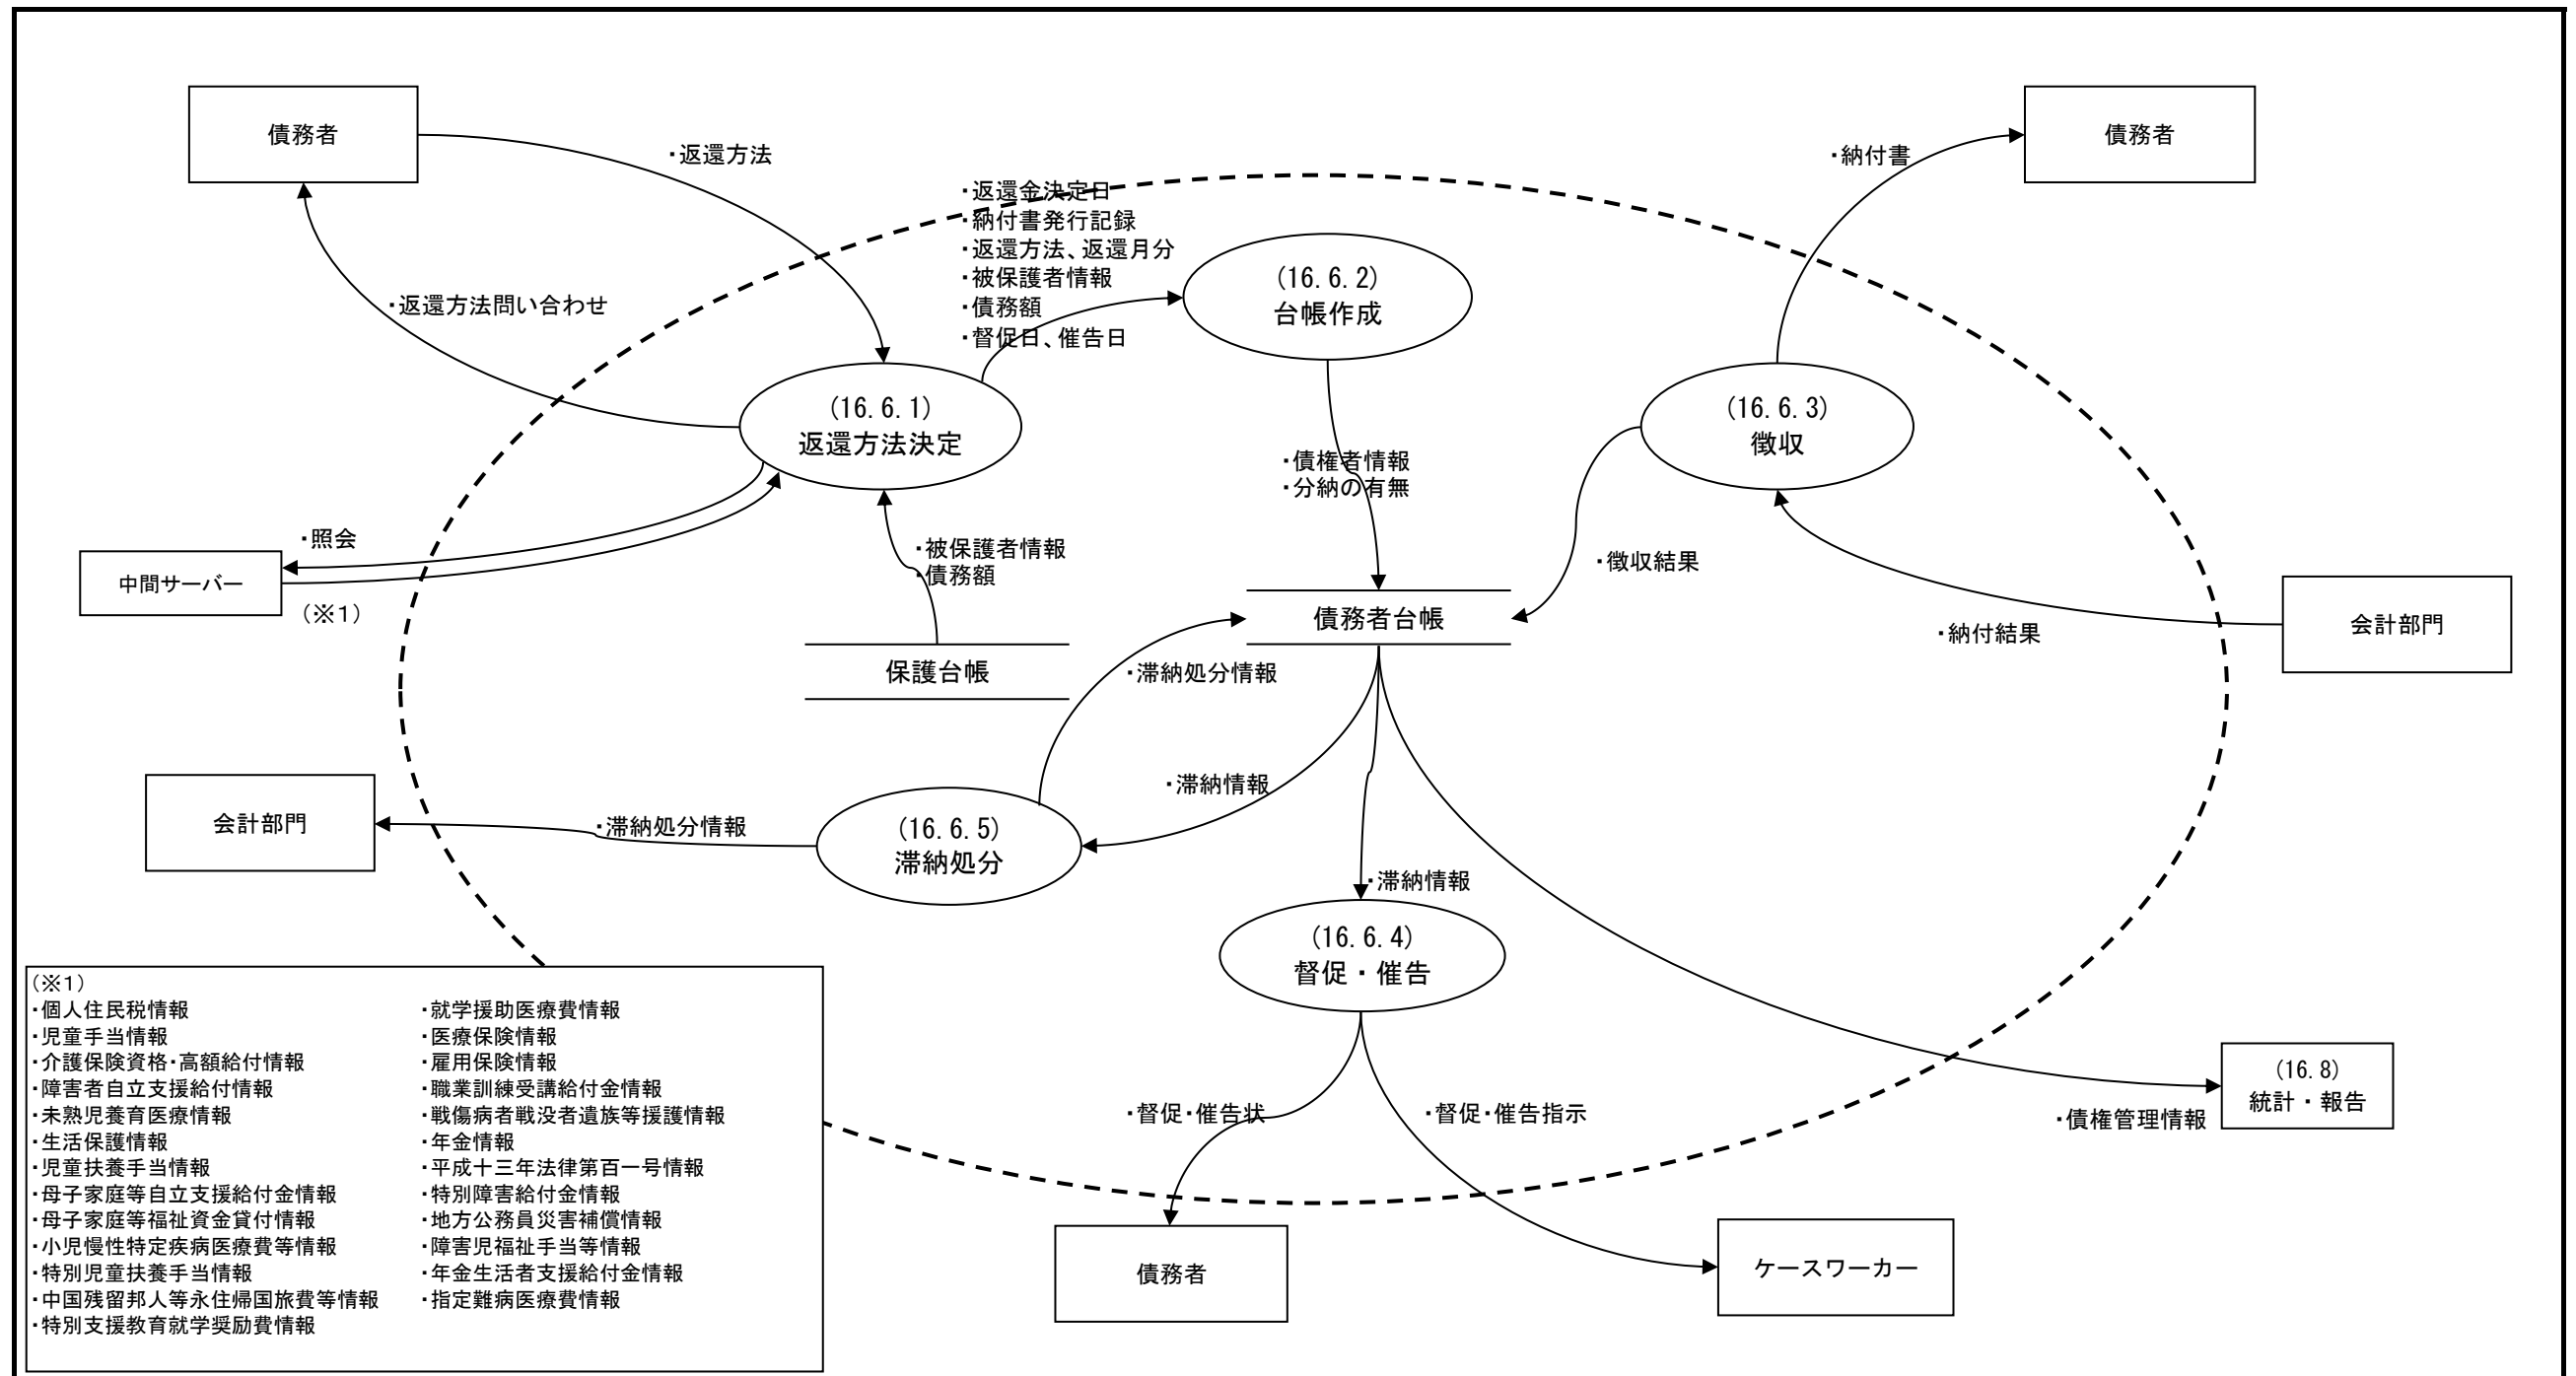 債務者
債務者
・返還方法
・納付書
・返還金決定日
・納付書発行記録
・返還方法、返還月分
・被保護者情報
・債務額
・督促日、催告日
(16.6.2)
台帳作成
・返還方法問い合わせ
(16.6.1)
返還方法決定
(16.6.3)
徴収
・債権者情報
・分納の有無
・照会
中間サーバー
(※1)
・被保護者情報
・債務額
・徴収結果
債務者台帳
会計部門
・納付結果
保護台帳
・滞納処分情報
・滞納情報
会計部門
・滞納処分情報
(16.6.5)
滞納処分
・滞納情報
(16.6.4)
督促・催告
(16.8)
統計・報告
・督促・催告状
・督促・催告指示
・債権管理情報
債務者
ケースワーカー
(※1)
・個人住民税情報
・児童手当情報
・介護保険資格・高額給付情報
・障害者自立支援給付情報
・未熟児養育医療情報
・生活保護情報
・児童扶養手当情報
・母子家庭等自立支援給付金情報
・母子家庭等福祉資金貸付情報
・小児慢性特定疾病医療費等情報
・特別児童扶養手当情報
・中国残留邦人等永住帰国旅費等情報
・特別支援教育就学奨励費情報
・就学援助医療費情報
・医療保険情報
・雇用保険情報
・職業訓練受講給付金情報
・戦傷病者戦没者遺族等援護情報
・年金情報
・平成十三年法律第百一号情報
・特別障害給付金情報
・地方公務員災害補償情報
・障害児福祉手当等情報
・年金生活者支援給付金情報
・指定難病医療費情報